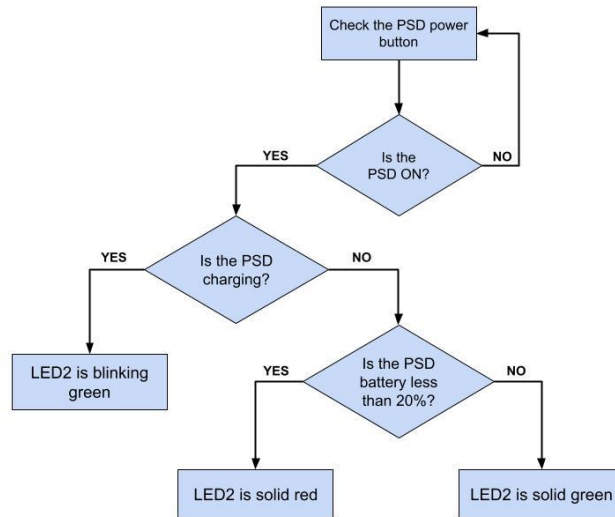 Check the PSD power
button
YES
Is the
PSD ON?
NO
YES
Is the PSD
charging?
NO
LED2 is blinking
green
YES
Is the PSD
battery less
than 20%?
NO
LED2 is solid red
LED2 is solid green